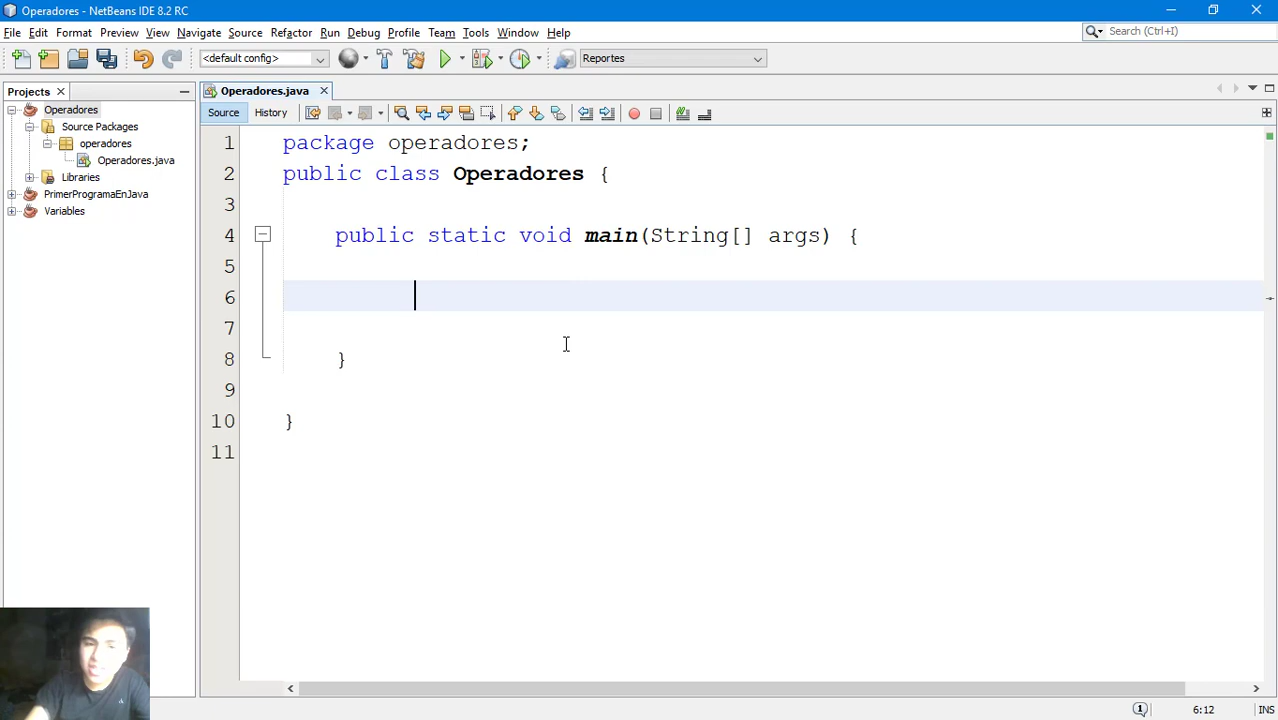 Operadores - NetBeans IDE 8.2 RC
File Edit Format Preview View Navigate Source Refactor Run Debug Profile Team Tools Window Help
Search (Ctrl+I)
<default config>
Reportes
Projects
Operadores.java
Operadores
Source Packages
operadores
Operadores.java
Libraries
PrimerProgramaEnJava
Variables
Source History
1 package operadores;
2 public class Operadores {
3
4 public static void main(String[] args) {
5
6
7
8 }
9
10 }
11
1 6:12 INS